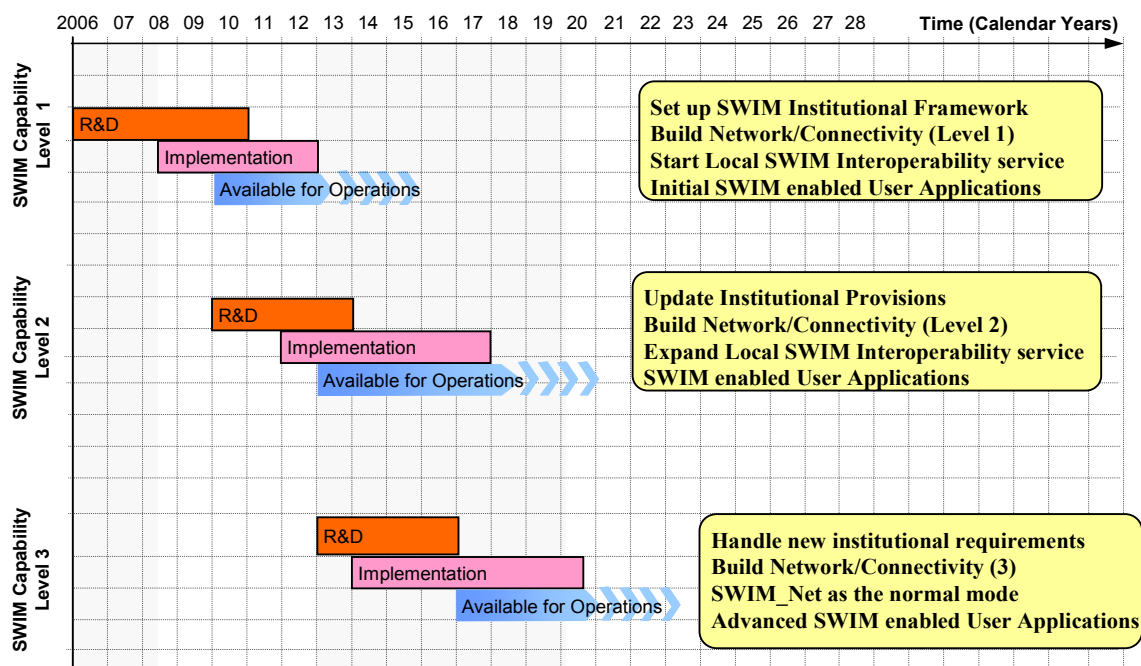 2006 07 08 09 10 11 12 13 14 15 16 17 18 19 20 21 22 23 24 25 26 27 28 Time (Calendar Years)
SWIM Capability
Level 1
R&D
Implementation
Available for Operations
Set up SWIM Institutional Framework
Build Network/Connectivity (Level 1)
Start Local SWIM Interoperability service
Initial SWIM enabled User Applications
SWIM Capability
Level 2
R&D
Implementation
Available for Operations
Update Institutional Provisions
Build Network/Connectivity (Level 2)
Expand Local SWIM Interoperability service
SWIM enabled User Applications
SWIM Capability
Level 3
R&D
Implementation
Available for Operations
Handle new institutional requirements
Build Network/Connectivity (3)
SWIM_Net as the normal mode
Advanced SWIM enabled User Applications